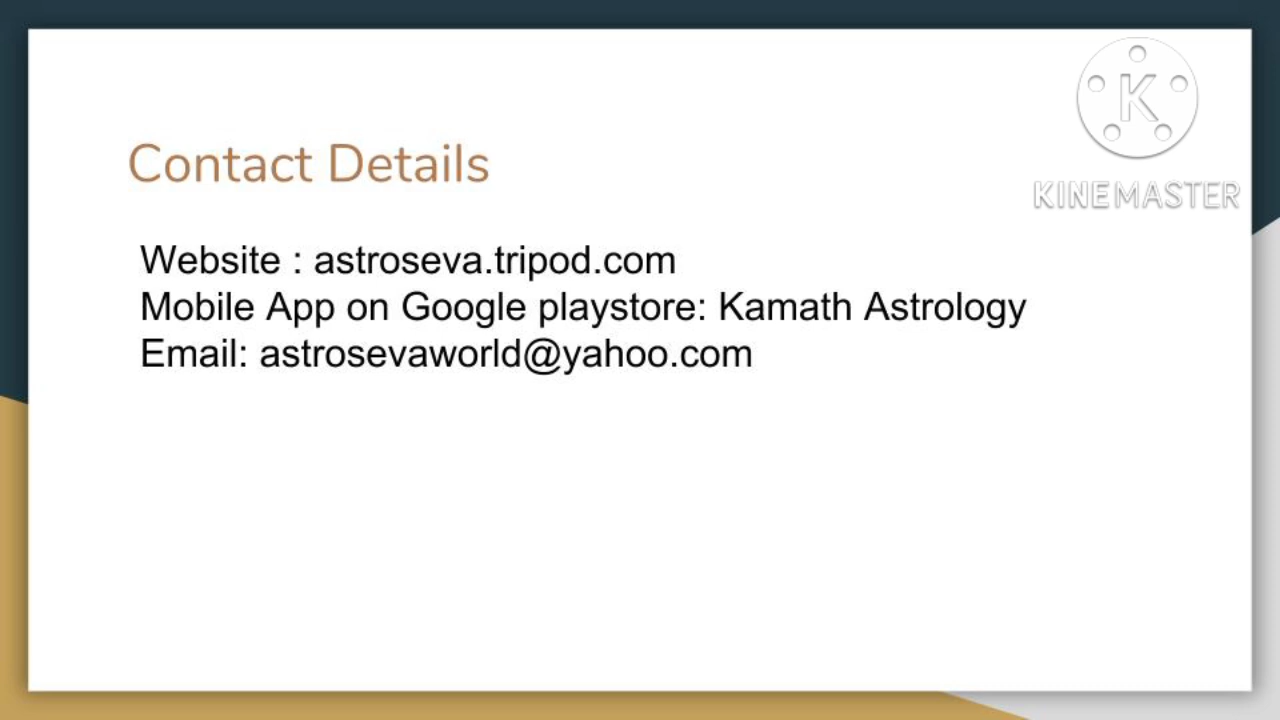 K
KINEMASTER
Contact Details
Website : astroseva.tripod.com
Mobile App on Google playstore: Kamath Astrology
Email: astrosevaworld@yahoo.com